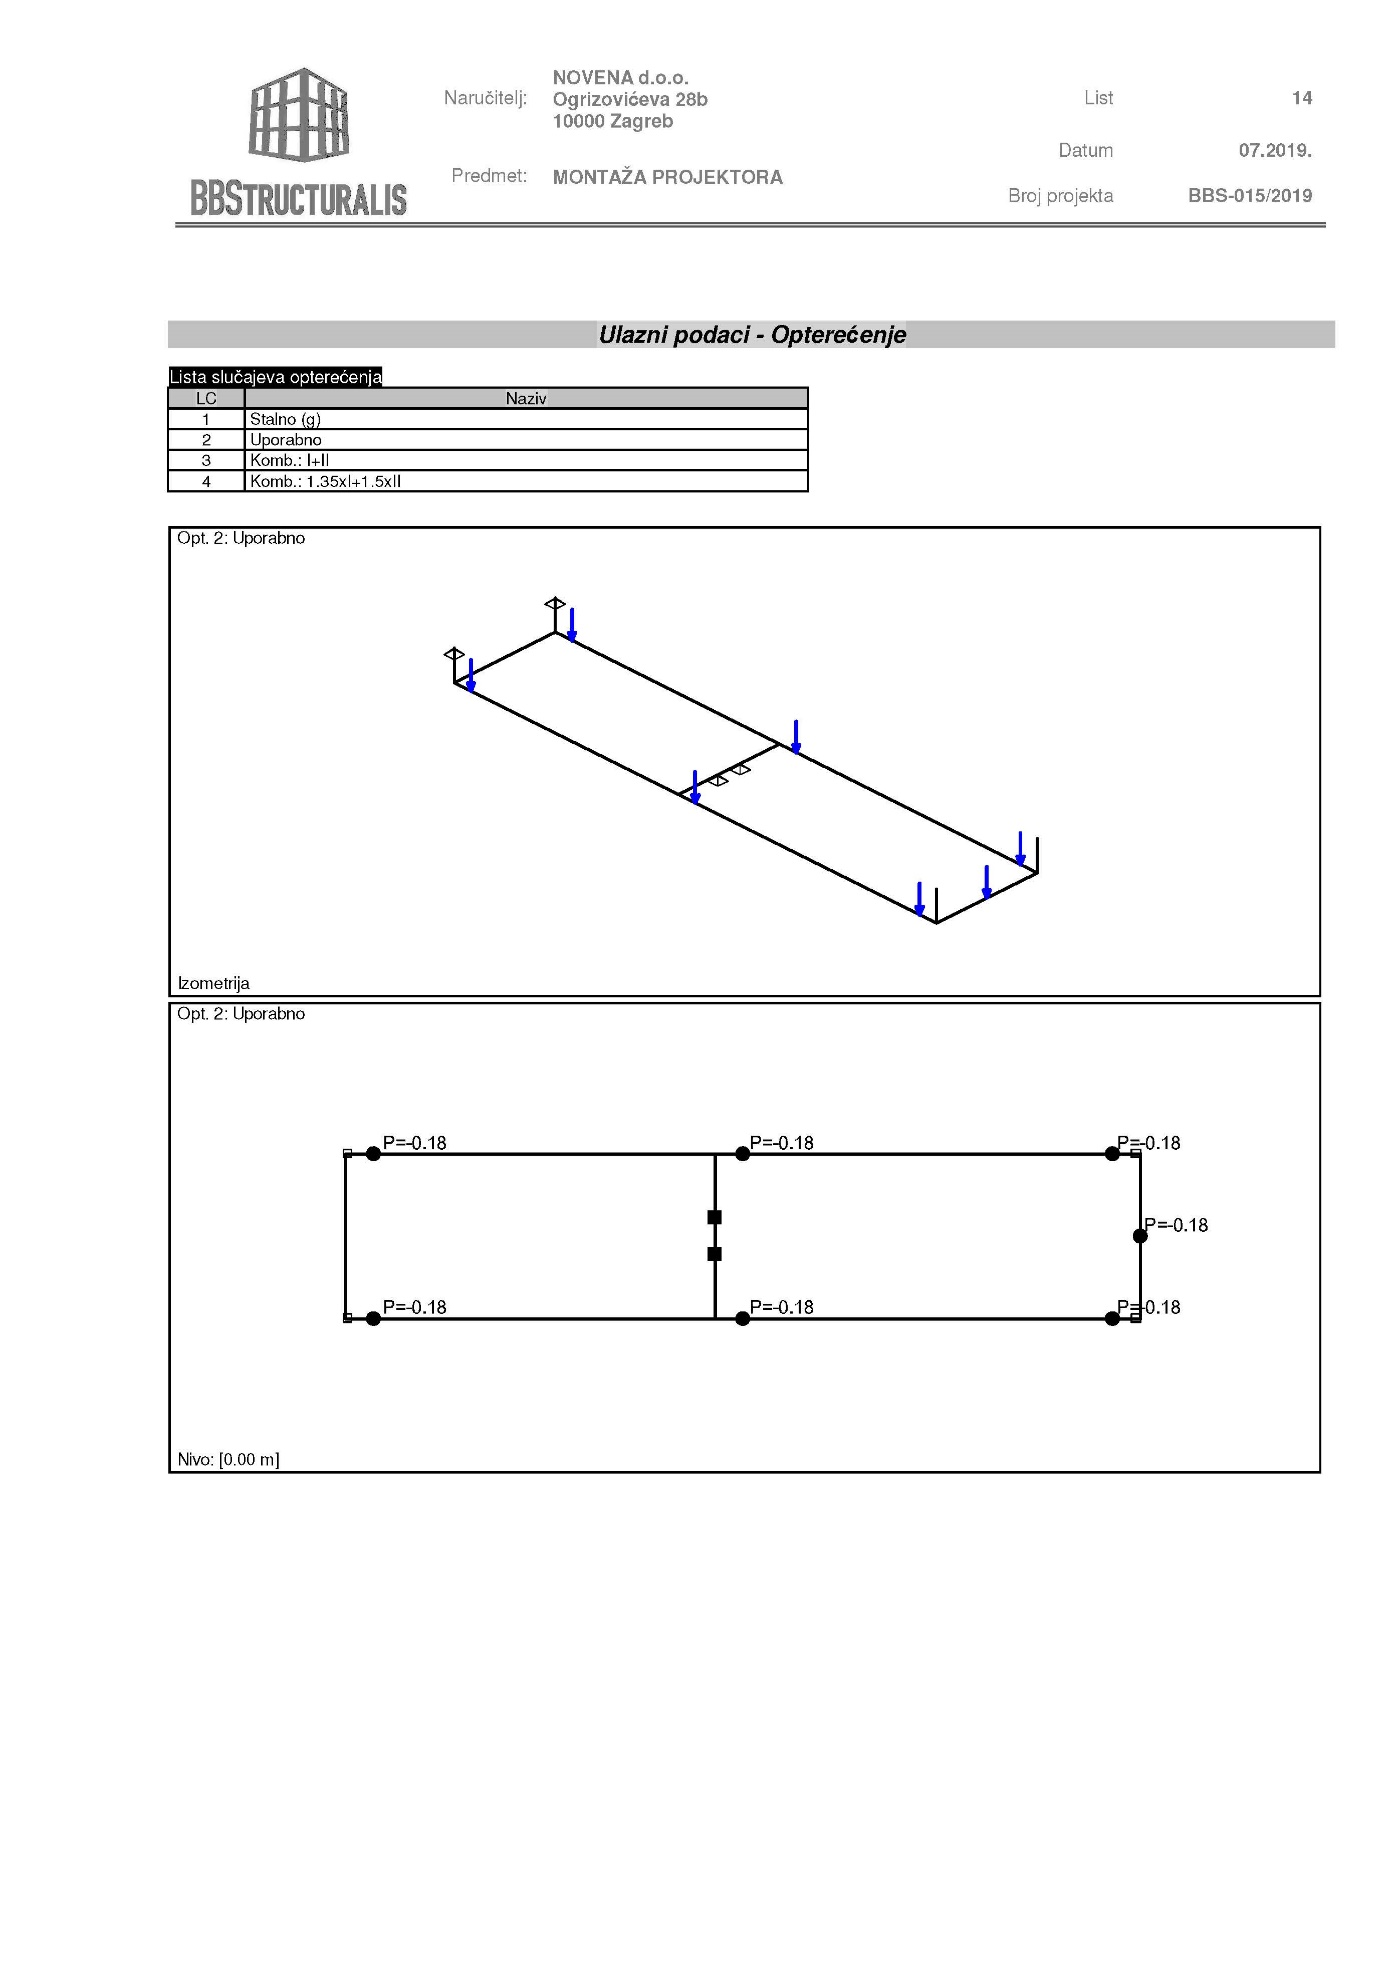 BBSTRUCTURALIS
Naručitelj:
NOVENA d.o.o.
Ogrizovićeva 28b
10000 Zagreb
Predmet:
MONTAŽA PROJEKTORA
List 14
Datum 07.2019.
Broj projekta BBS-015/2019
Ulazni podaci - Opterećenje
Lista slučajeva opterećenja
LC Naziv
1 Stalno (g)
2 Uporabno
3 Komb.: I+II
4 Komb.: 1.35xI+1.5xII
Opt. 2: Uporabno
Izometrija
Opt. 2: Uporabno
P=-0.18 P=-0.18 P=-0.18
P=-0.18
P=-0.18 P=-0.18 P=-0.18
Nivo: [0.00 m]